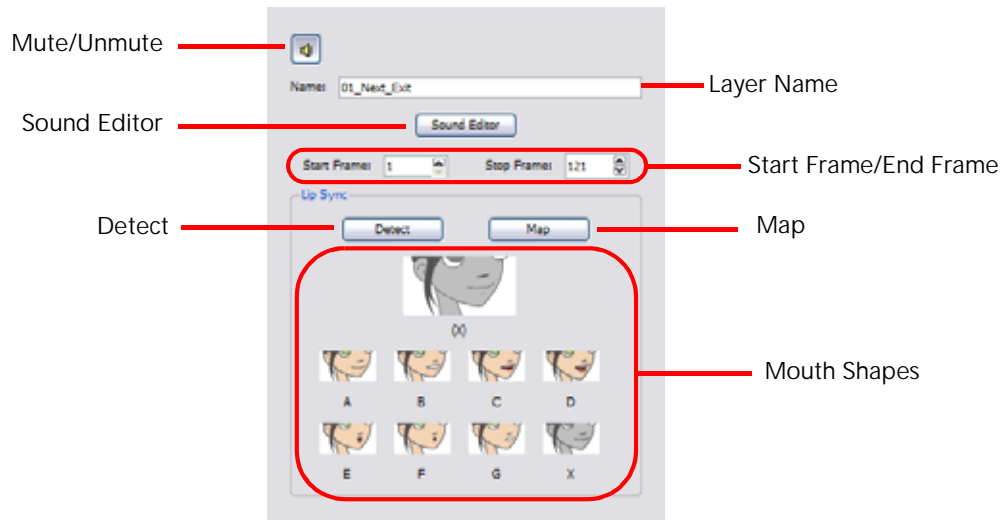 Mute/Unmute
Name: 01_Next_Exit
Layer Name
Sound Editor
Sound Editor
Start Frame: 1 Stop Frame: 121
Start Frame/End Frame
Lip Sync
Detect
Detect
Map
Map
(X)
A B C D
Mouth Shapes
E F G X